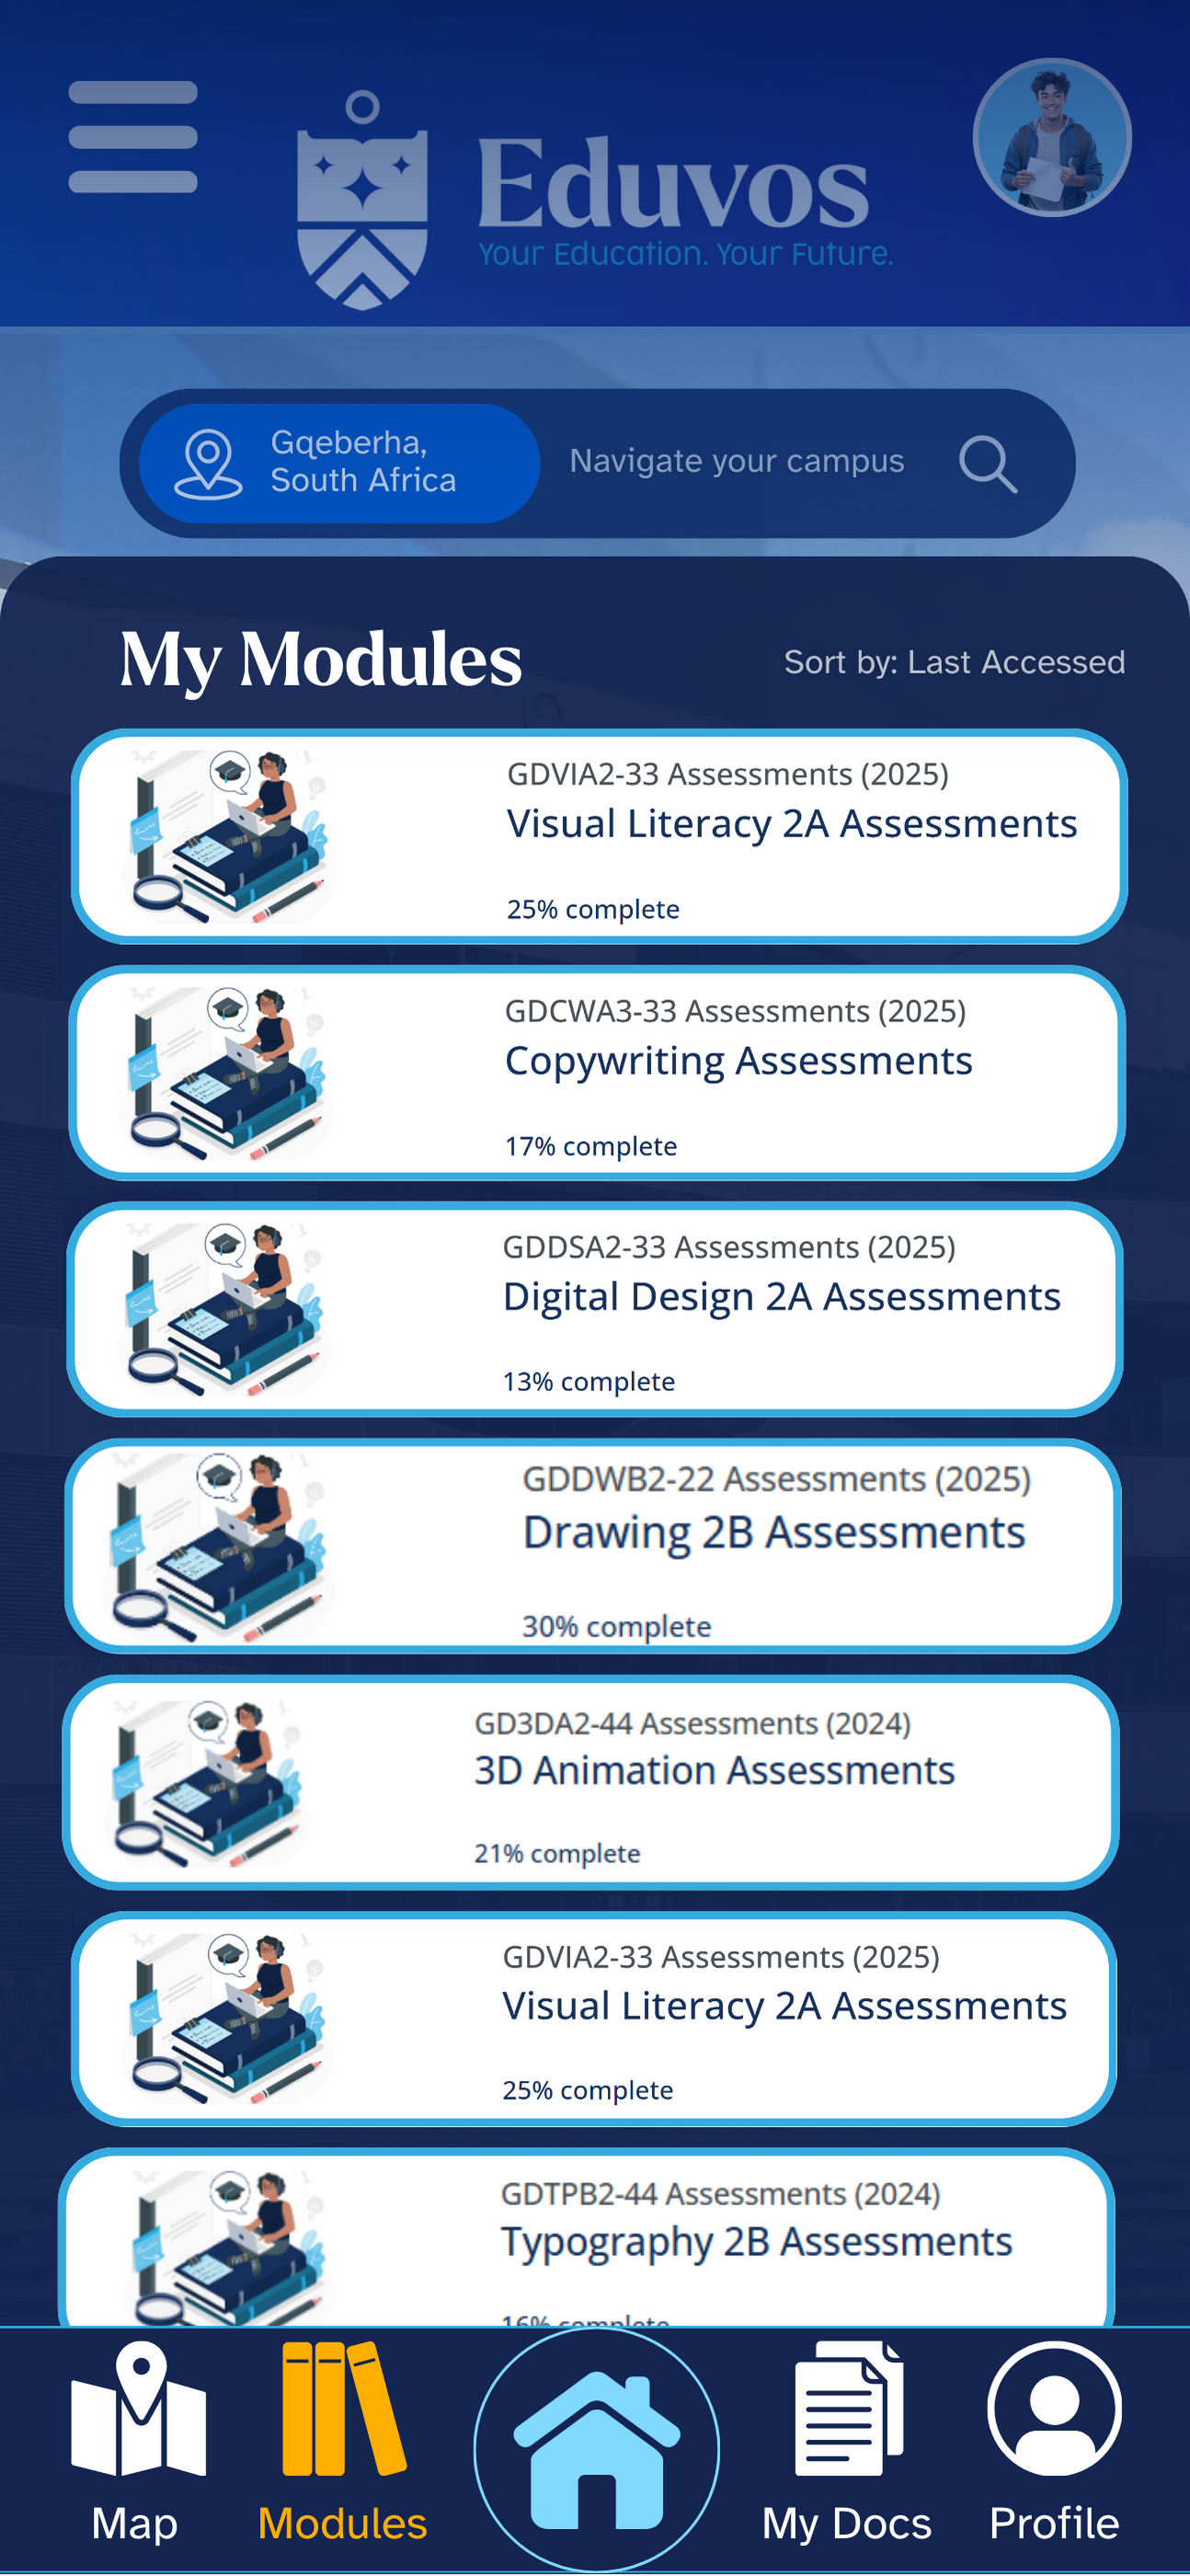 Eduvos
Your Education. Your Future.
Gqeberha,
South Africa
Navigate your campus
My Modules
Sort by: Last Accessed
GDVIA2-33 Assessments (2025)
Visual Literacy 2A Assessments
25% complete
GDCWA3-33 Assessments (2025)
Copywriting Assessments
17% complete
GDDSA2-33 Assessments (2025)
Digital Design 2A Assessments
13% complete
GDDWB2-22 Assessments (2025)
Drawing 2B Assessments
30% complete
GD3DA2-44 Assessments (2024)
3D Animation Assessments
21% complete
GDVIA2-33 Assessments (2025)
Visual Literacy 2A Assessments
25% complete
GDTPB2-44 Assessments (2024)
Typography 2B Assessments
16% complete
Map
Modules
My Docs
Profile